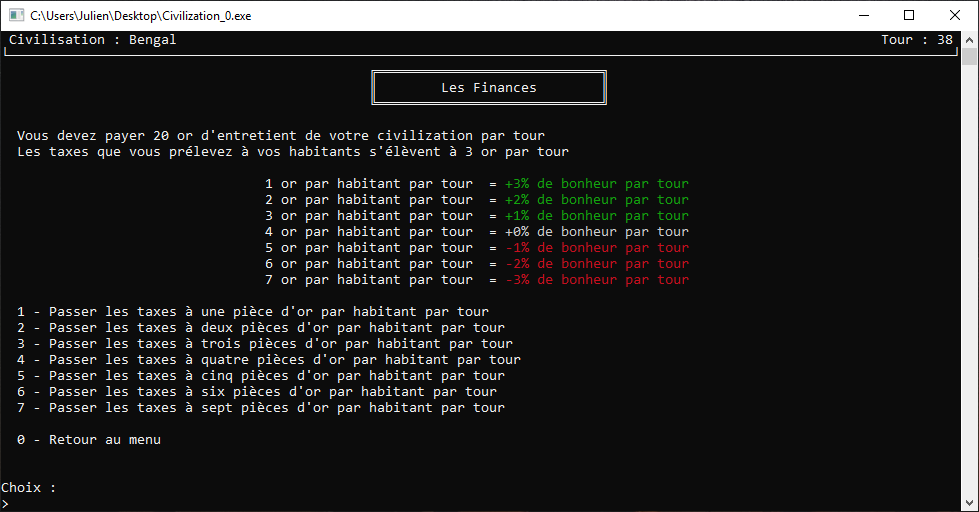 C:\Users\Julien\Desktop\Civilization_0.exe
Civilisation : Bengal Tour : 38
Les Finances
Vous devez payer 20 or d'entretient de votre civilization par tour
Les taxes que vous prélevez à vos habitants s'élèvent à 3 or par tour
1 or par habitant par tour = +3% de bonheur par tour
2 or par habitant par tour = +2% de bonheur par tour
3 or par habitant par tour = +1% de bonheur par tour
4 or par habitant par tour = +0% de bonheur par tour
5 or par habitant par tour = -1% de bonheur par tour
6 or par habitant par tour = -2% de bonheur par tour
7 or par habitant par tour = -3% de bonheur par tour
1 - Passer les taxes à une pièce d'or par habitant par tour
2 - Passer les taxes à deux pièces d'or par habitant par tour
3 - Passer les taxes à trois pièces d'or par habitant par tour
4 - Passer les taxes à quatre pièces d'or par habitant par tour
5 - Passer les taxes à cinq pièces d'or par habitant par tour
6 - Passer les taxes à six pièces d'or par habitant par tour
7 - Passer les taxes à sept pièces d'or par habitant par tour
0 - Retour au menu
Choix :
>